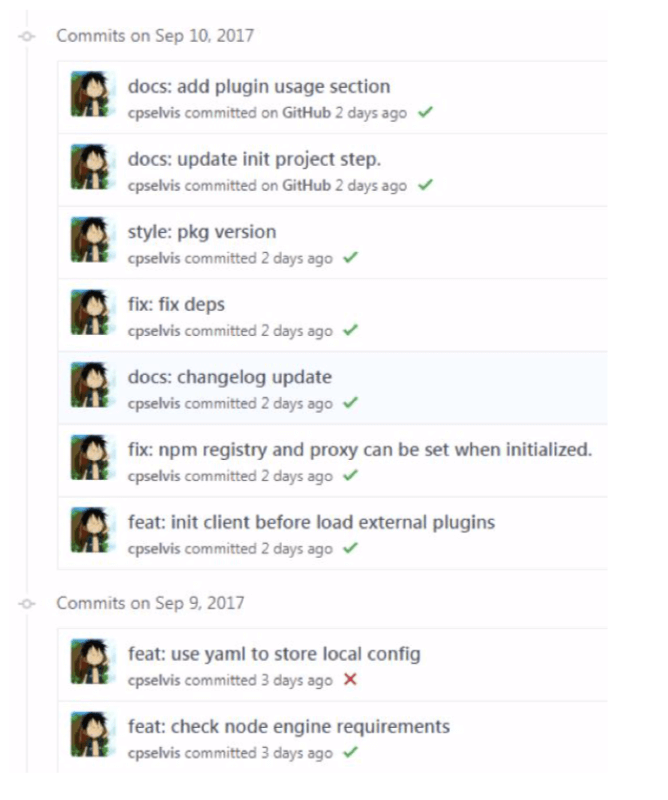 Commits on Sep 10, 2017
docs: add plugin usage section
cpselvis committed on GitHub 2 days ago
docs: update init project step.
cpselvis committed on GitHub 2 days ago
style: pkg version
cpselvis committed 2 days ago
fix: fix deps
cpselvis committed 2 days ago
docs: changelog update
cpselvis committed 2 days ago
fix: npm registry and proxy can be set when initialized.
cpselvis committed 2 days ago
feat: init client before load external plugins
cpselvis committed 2 days ago
Commits on Sep 9, 2017
feat: use yaml to store local config
cpselvis committed 3 days ago
feat: check node engine requirements
cpselvis committed 3 days ago